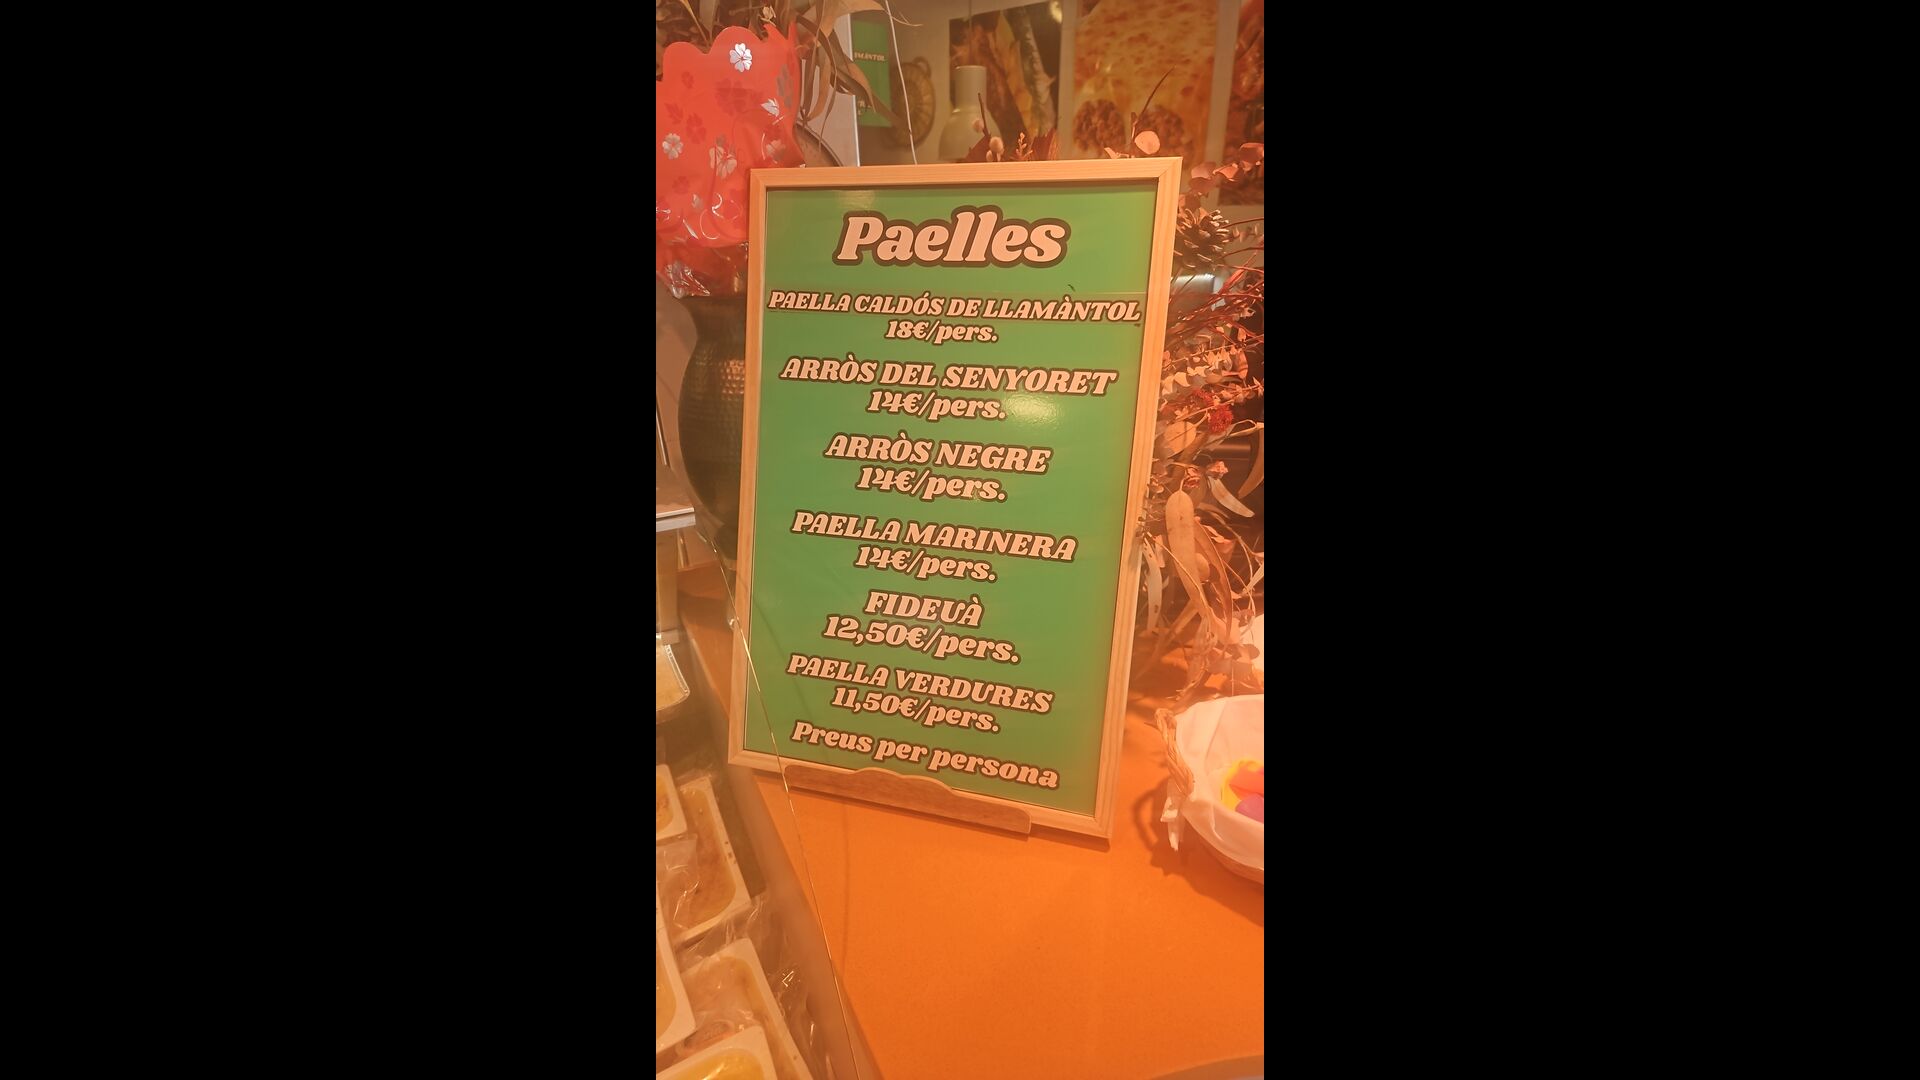 Paelles
PAELLA CALDÓS DE LLAMÀNTOL
18€/pers.
ARRÒS DEL SENYORET
14€/pers.
ARRÒS NEGRE
14€/pers.
PAELLA MARINERA
14€/pers.
FIDEUÀ
12,50€/pers.
PAELLA VERDURES
11,50€/pers.
Preus per persona